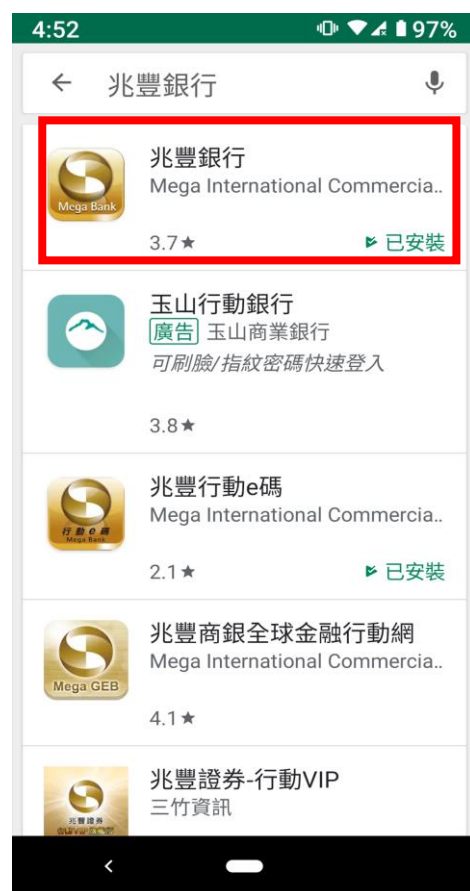 4:52
97%
兆豐銀行
兆豐銀行
Mega International Commercia..
Mega Bank
3.7★
已安裝
玉山行動銀行
廣告 玉山商業銀行
可刷臉/指紋密碼快速登入
3.8★
兆豐行動e碼
Mega International Commercia..
行動e碼
Mega Bank
2.1★
已安裝
兆豐商銀全球金融行動網
Mega International Commercia..
Mega GEB
4.1★
兆豐證券-行動VIP
三竹資訊
兆豐證券